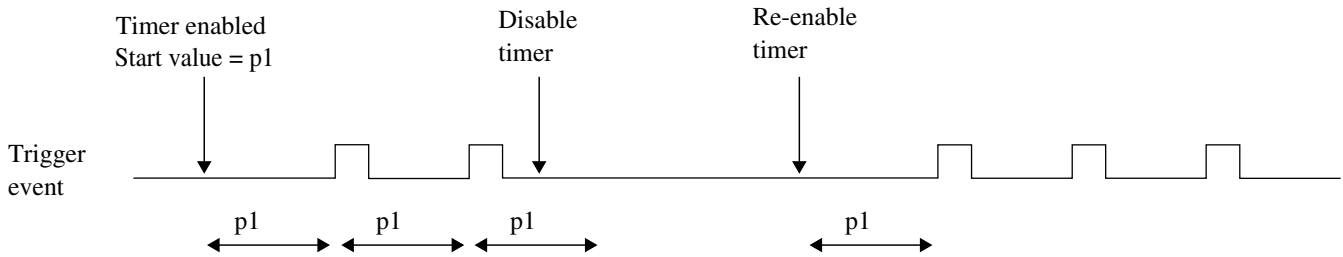 Timer enabled
Start value = p1
Disable
timer
Re-enable
timer
Trigger
event
p1
p1
p1
p1